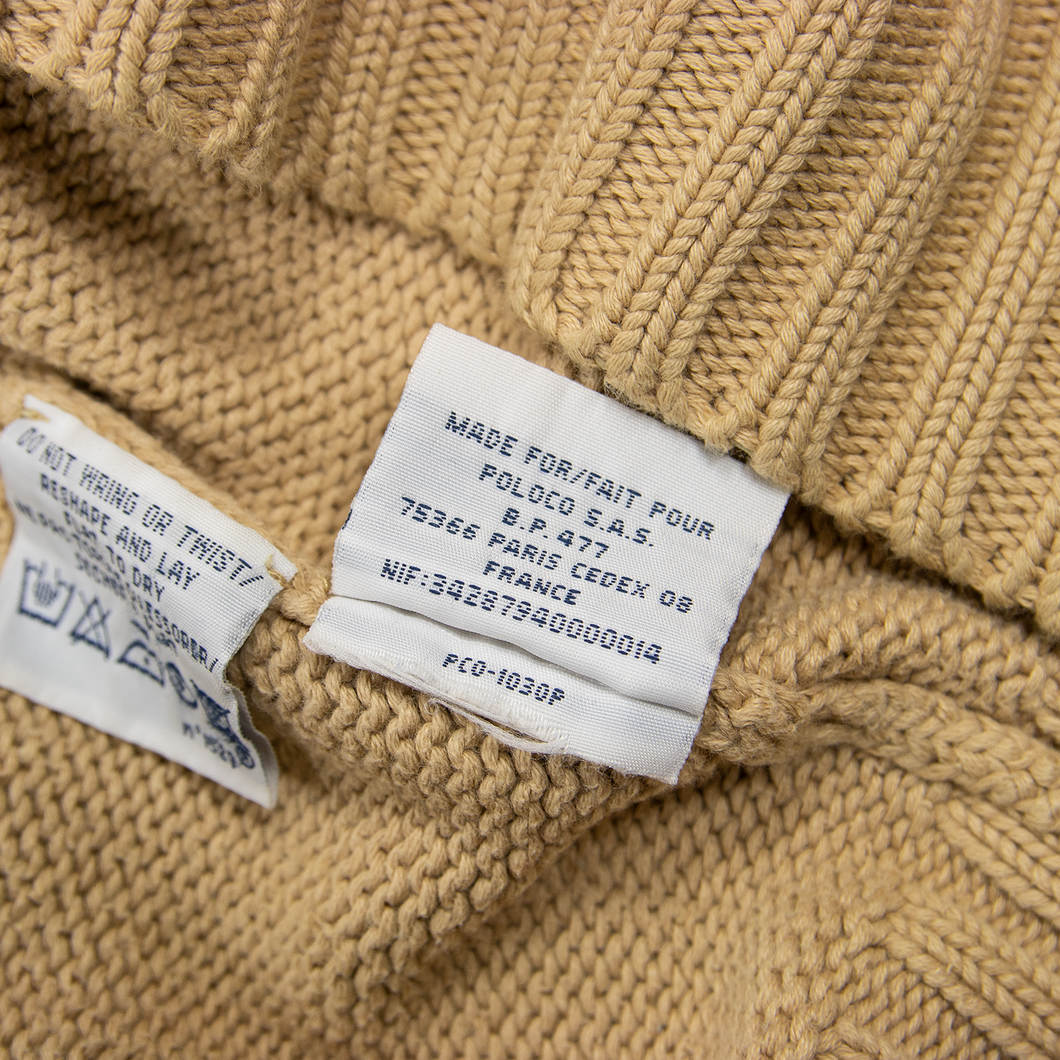 DO NOT WRING OR TWIST/
RESHAPE AND LAY
FLAT TO DRY
N°1529
MADE FOR/FAIT POUR
POLOCO S.A.S.
B.P. 477
75366 PARIS CEDEX 08
FRANCE
NIF:34287940000014
PCO-1030P